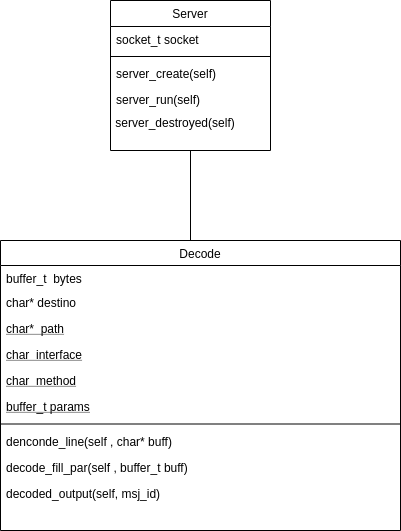 Server
socket_t socket
server_create(self)
server_run(self)
server_destroyed(self)
Decode
buffer_t bytes
char* destino
char* path
char interface
char method
buffer_t params
denconde_line(self , char* buff)
decode_fill_par(self , buffer_t buff)
decoded_output(self, msj_id)